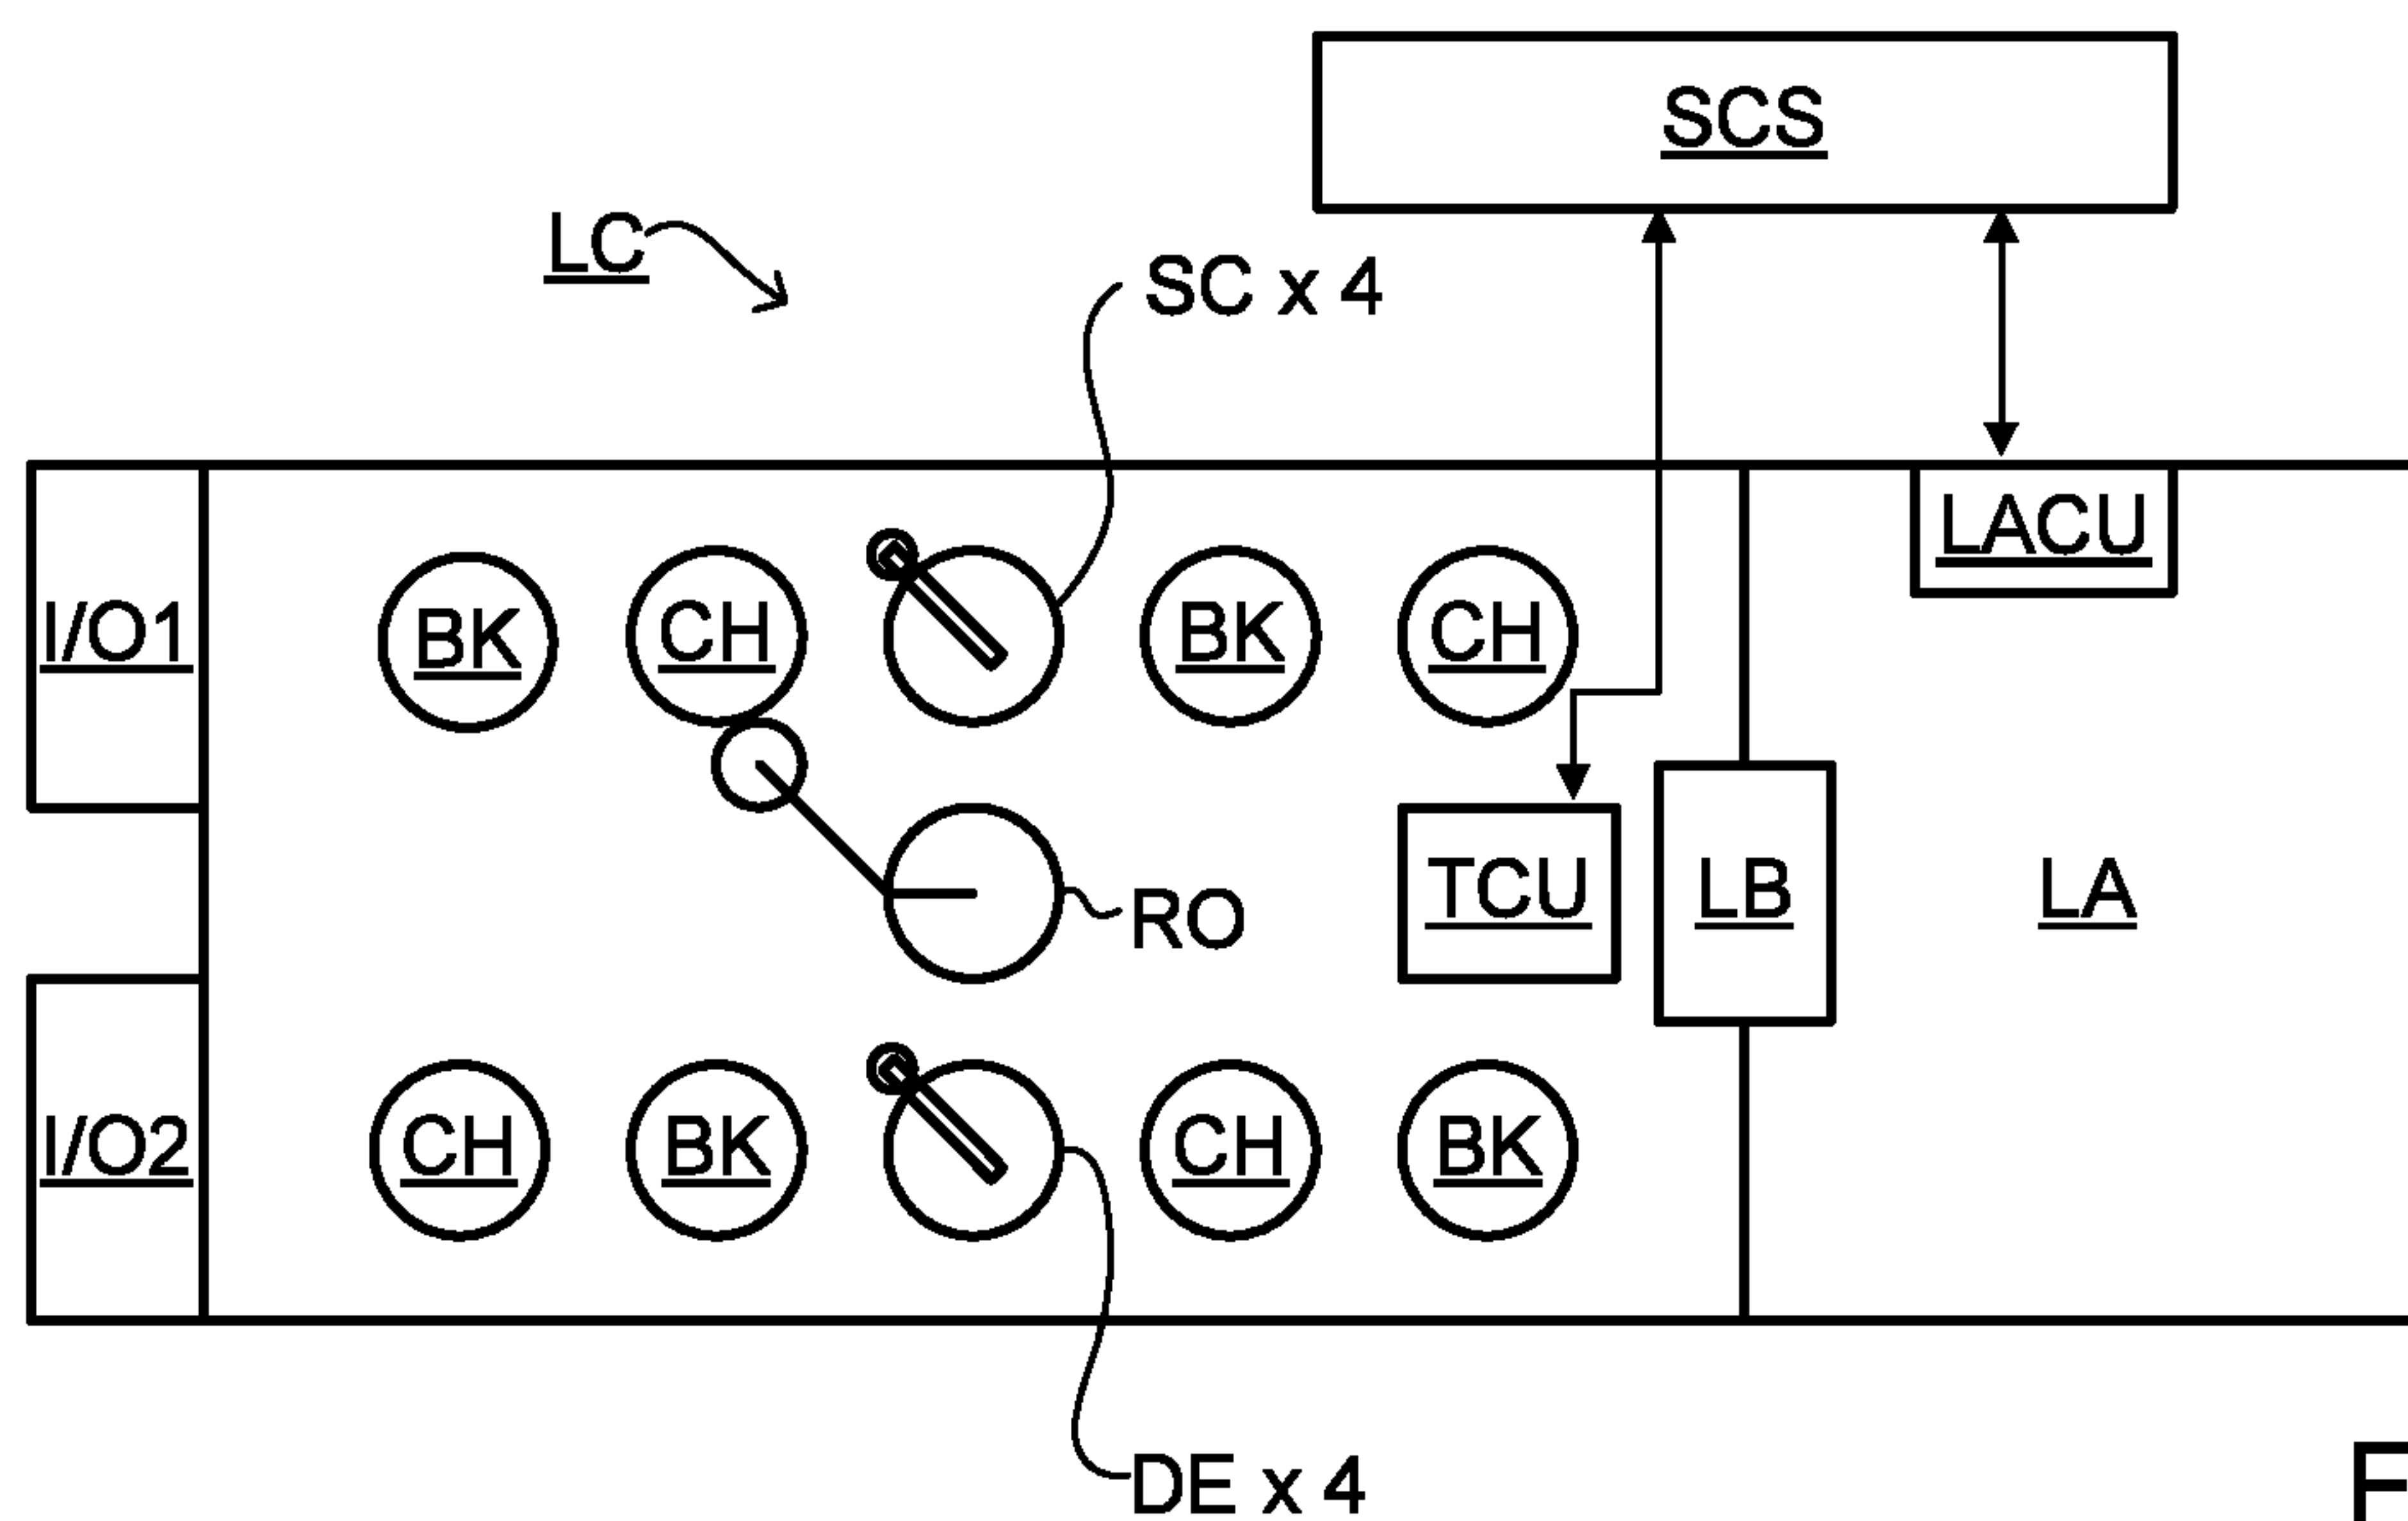 SCS
LC
SC x 4
LACU
I/O1
BK
CH
BK
CH
RO
TCU
LB
LA
I/O2
CH
BK
CH
BK
DE x 4
F